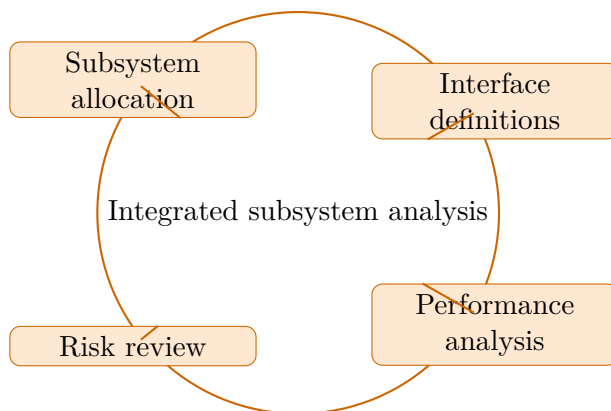 Subsystem
allocation
Interface
definitions
Integrated subsystem analysis
Performance
analysis
Risk review